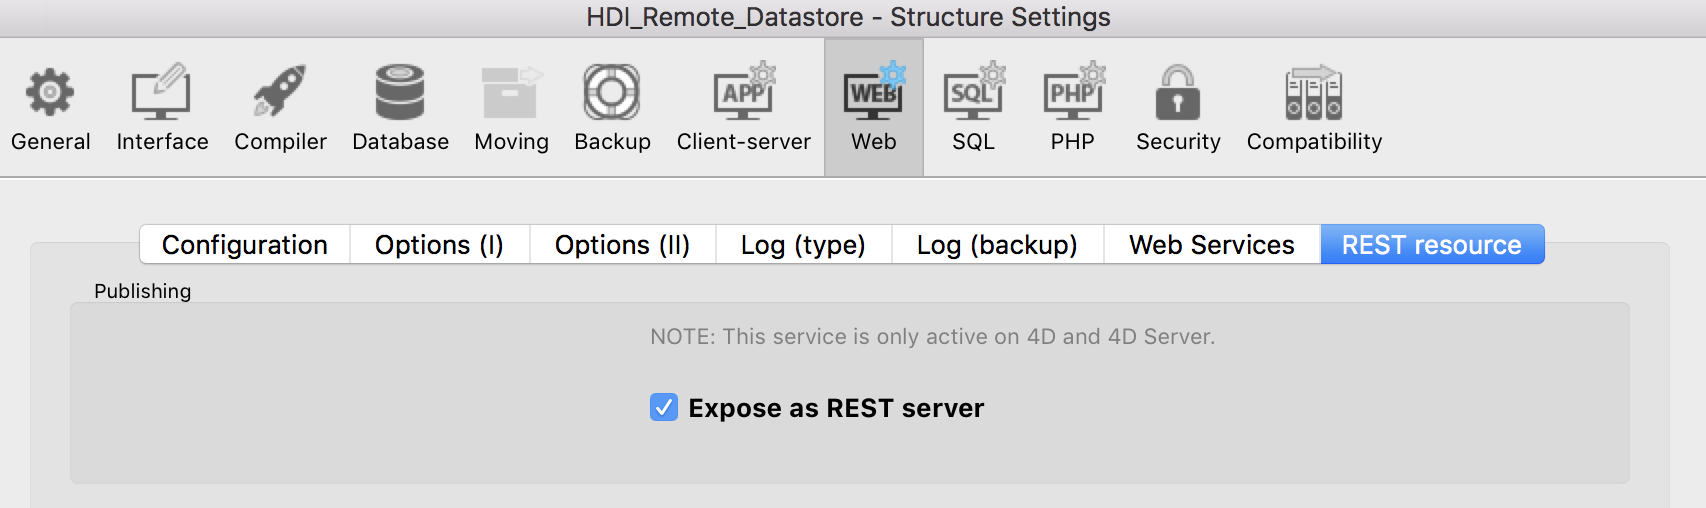 HDI_Remote_Datastore - Structure Settings
APP WEB SQL PHP
General Interface Compiler Database Moving Backup Client-server Web SQL PHP Security Compatibility
Configuration Options (I) Options (II) Log (type) Log (backup) Web Services REST resource
Publishing
NOTE: This service is only active on 4D and 4D Server.
Expose as REST server